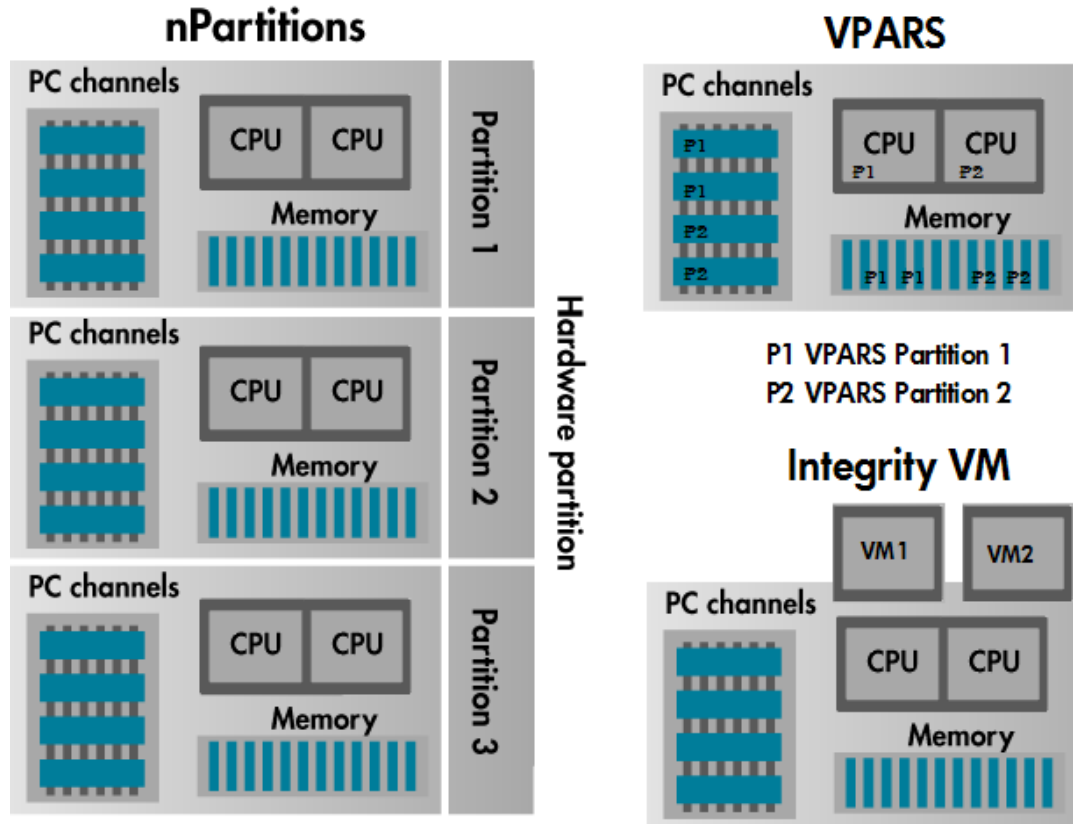 nPartitions
PC channels
CPU CPU
Memory
Partition 1
PC channels
CPU CPU
Memory
Partition 2
PC channels
CPU CPU
Memory
Partition 3
Hardware partition
VPARS
PC channels
P1
P1
P2
P2
CPU CPU
P1 P2
Memory
P1 P1 P2 P2
P1 VPARS Partition 1
P2 VPARS Partition 2
Integrity VM
VM1 VM2
PC channels
CPU CPU
Memory